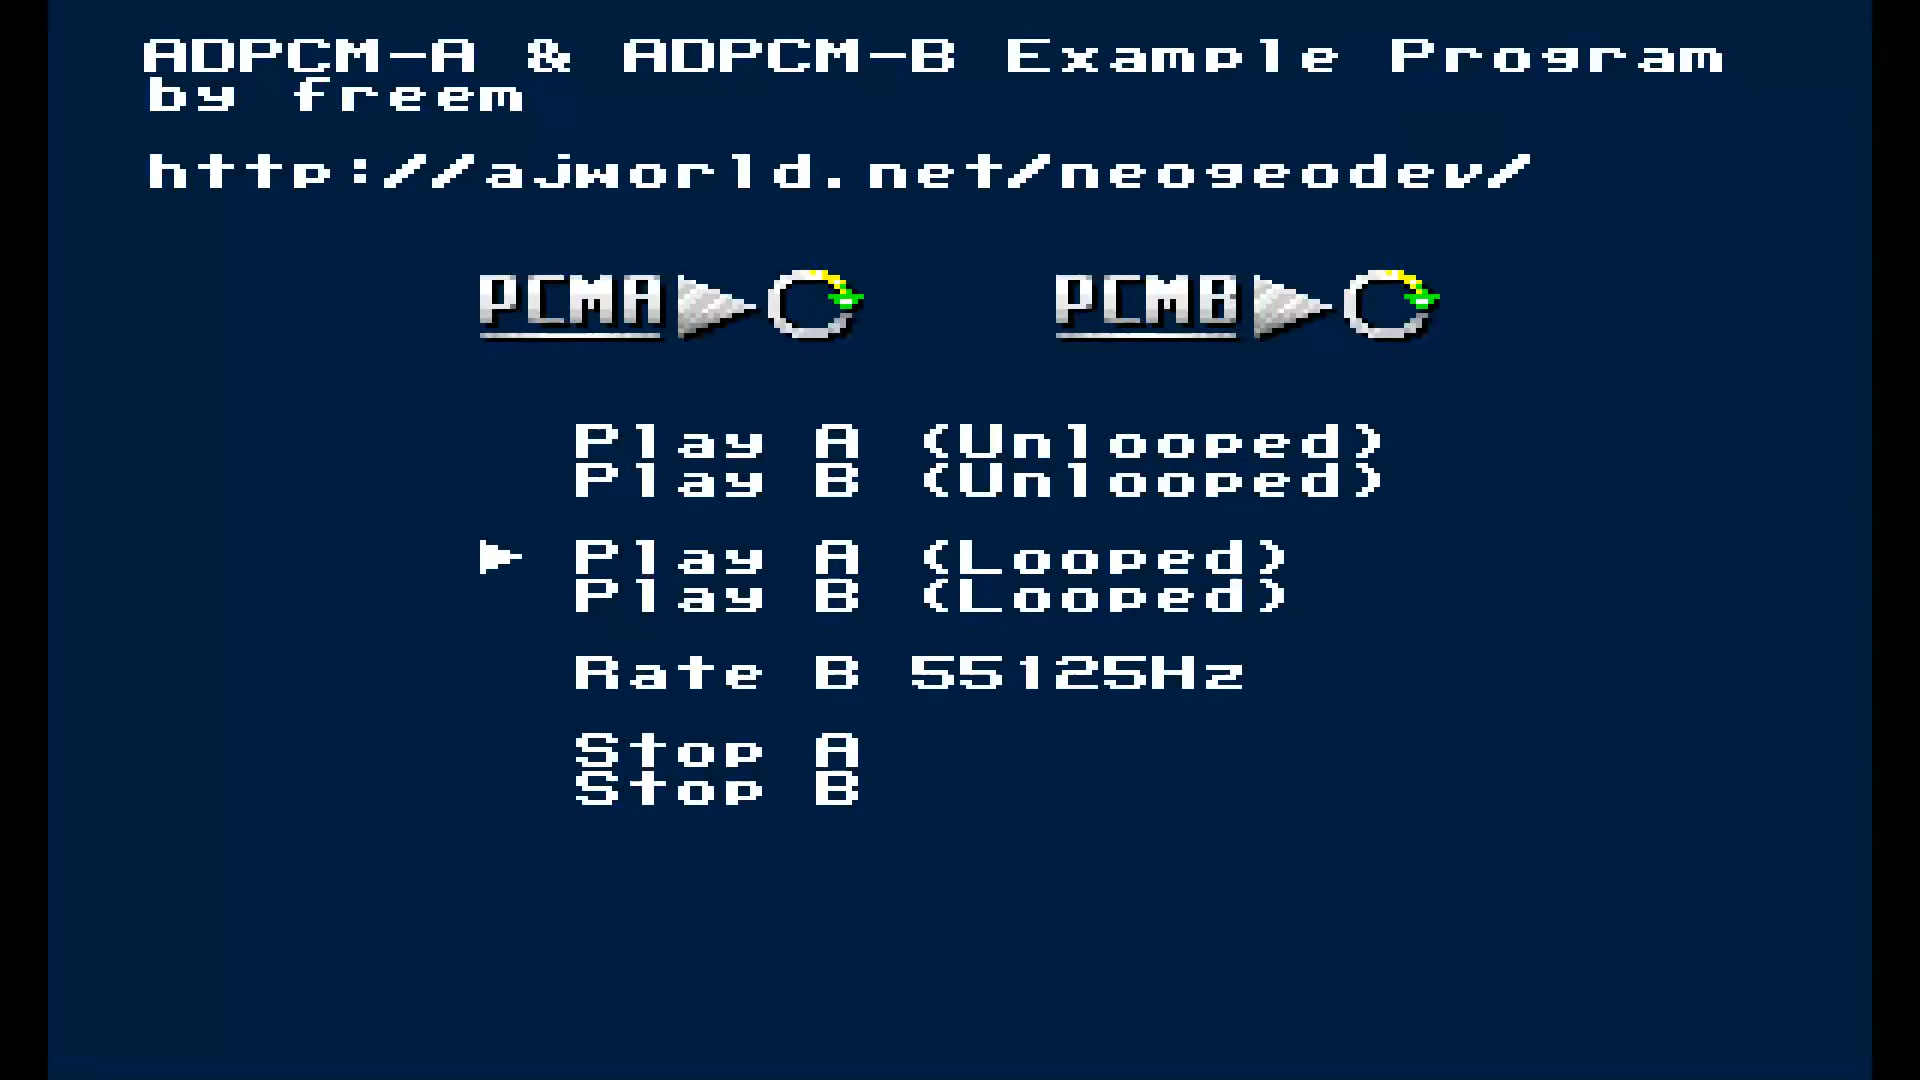 ADPCM-A & ADPCM-B Example Program
by freem
http://ajworld.net/neogeodev/
PCMA PCMB
Play A (Unlooped)
Play B (Unlooped)
Play A (Looped)
Play B (Looped)
Rate B 55125Hz
Stop A
Stop B